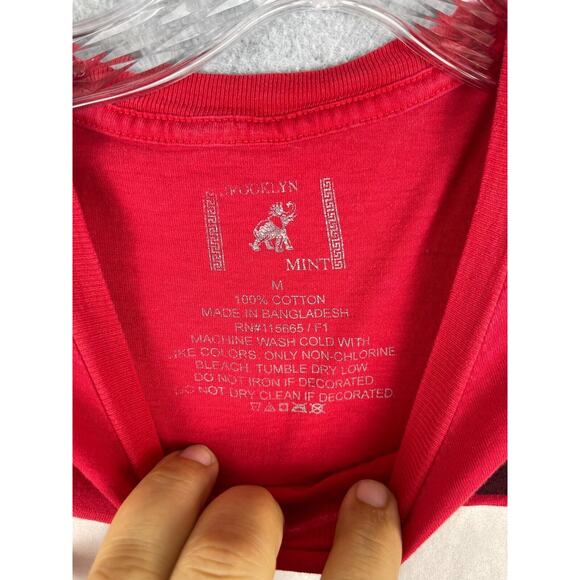 BROOKLYN
MINT
M
100% COTTON
MADE IN BANGLADESH
RN#115665 / F1
MACHINE WASH COLD WITH
LIKE COLORS. ONLY NON-CHLORINE
BLEACH. TUMBLE DRY LOW
DO NOT IRON IF DECORATED.
DO NOT DRY CLEAN IF DECORATED.